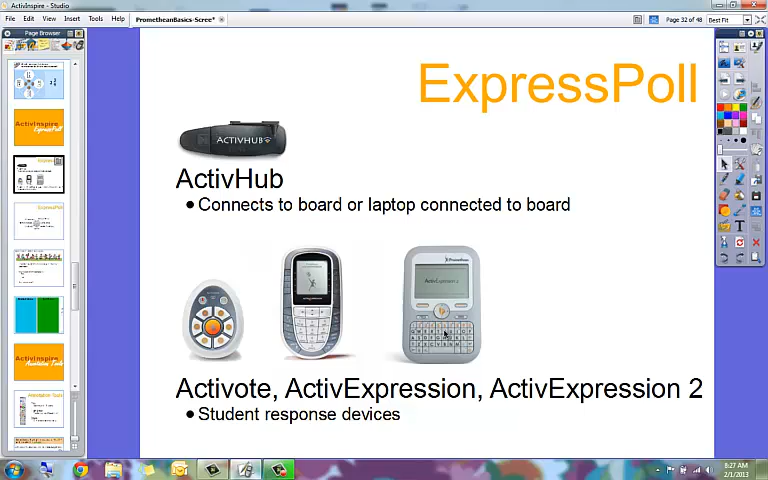 ActivInspire - Studio
File Edit View Insert Tools Help
PrometheanBasics-Scree*
Page 32 of 48
Best Fit
Page Browser
ExpressPoll
ACTIVHUB
ActivHub
• Connects to board or laptop connected to board
Activote, ActivExpression, ActivExpression 2
• Student response devices
8:27 AM
2/1/2013